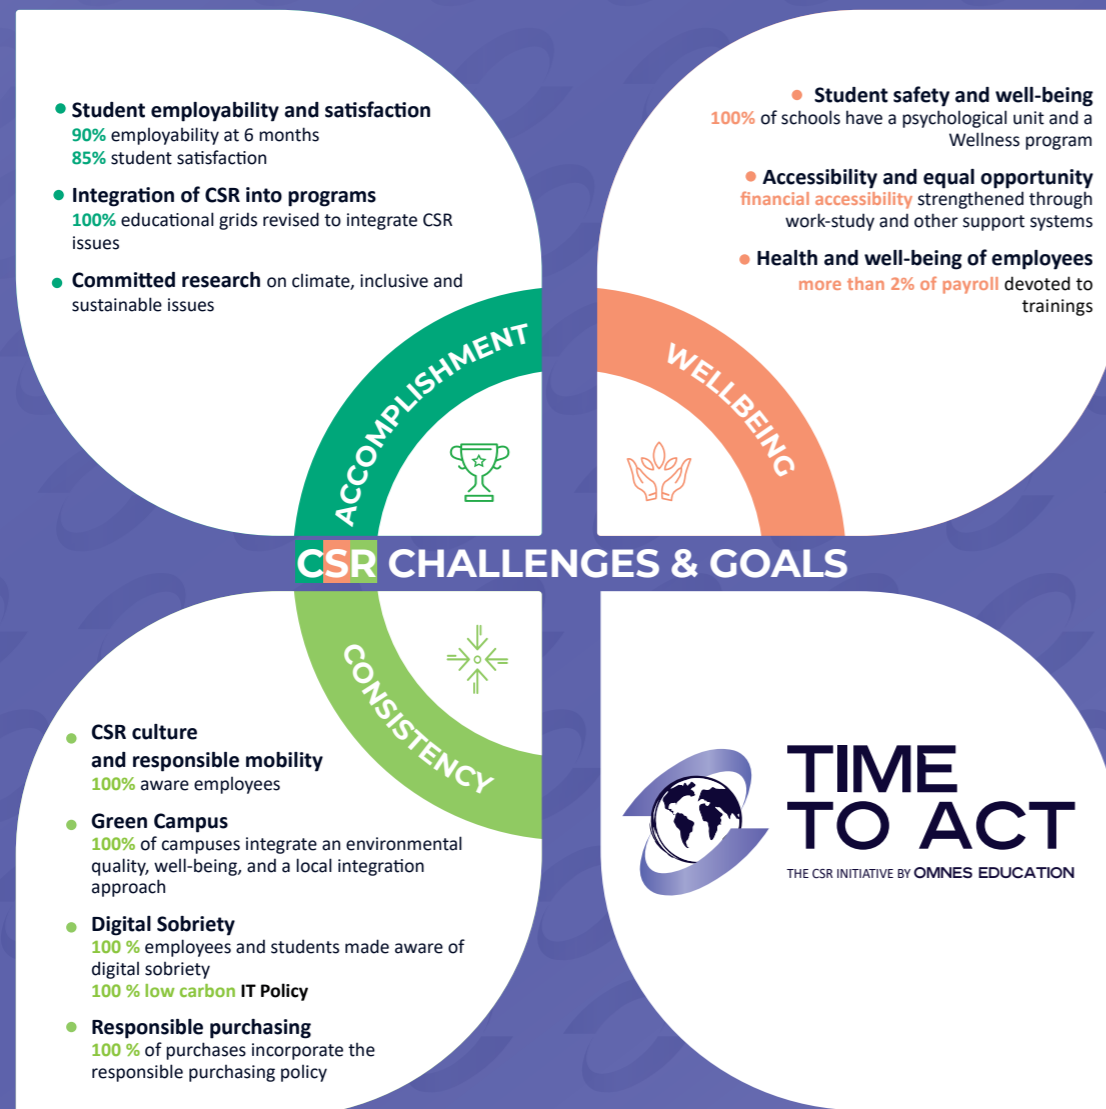 Student employability and satisfaction
90% employability at 6 months
85% student satisfaction
Integration of CSR into programs
100% educational grids revised to integrate CSR
issues
Committed research on climate, inclusive and
sustainable issues
ACCOMPLISHMENT
Student safety and well-being
100% of schools have a psychological unit and a
Wellness program
Accessibility and equal opportunity
financial accessibility strengthened through
work-study and other support systems
Health and well-being of employees
more than 2% of payroll devoted to
trainings
WELLBEING
CSR CHALLENGES & GOALS
CONSISTENCY
CSR culture
and responsible mobility
100% aware employees
Green Campus
100% of campuses integrate an environmental
quality, well-being, and a local integration
approach
Digital Sobriety
100 % employees and students made aware of
digital sobriety
100 % low carbon IT Policy
Responsible purchasing
100 % of purchases incorporate the
responsible purchasing policy
TIME
TO ACT
THE CSR INITIATIVE BY OMNES EDUCATION